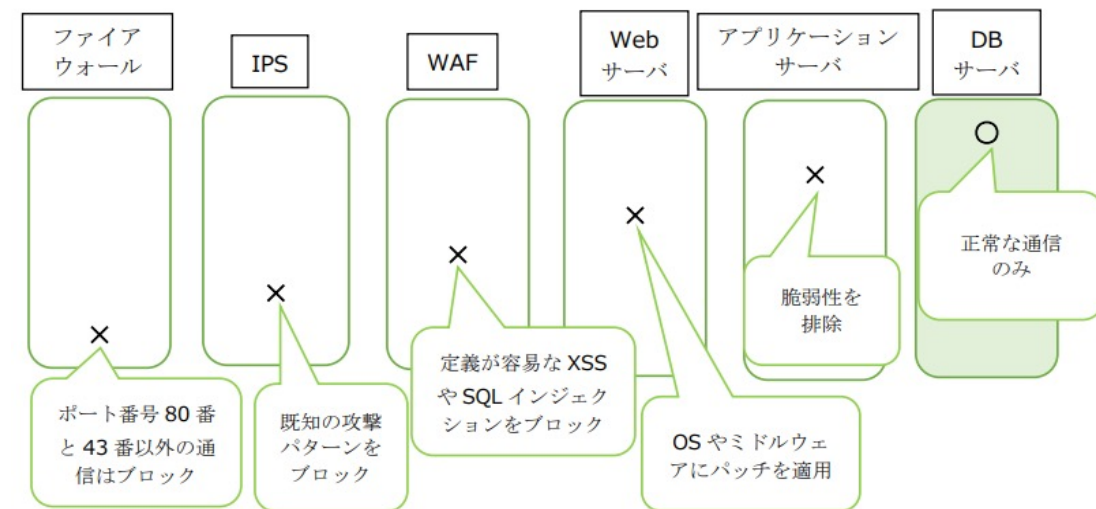 ファイア
ウォール
IPS
WAF
Web
サーバ
アプリケーション
サーバ
DB
サーバ
正常な通信
のみ
脆弱性を
排除
定義が容易な XSS
や SQL インジェク
ションをブロック
ポート番号 80 番
と 43 番以外の通
信はブロック
既知の攻撃
パターンを
ブロック
OS やミドルウェ
アにパッチを適用